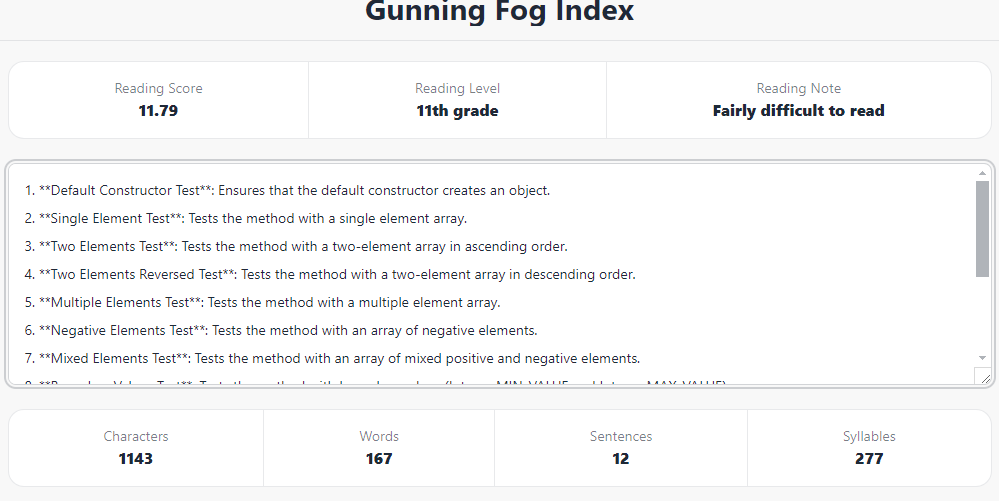 Gunning Fog Index
Reading Score
11.79
Reading Level
11th grade
Reading Note
Fairly difficult to read
1. **Default Constructor Test**: Ensures that the default constructor creates an object.
2. **Single Element Test**: Tests the method with a single element array.
3. **Two Elements Test**: Tests the method with a two-element array in ascending order.
4. **Two Elements Reversed Test**: Tests the method with a two-element array in descending order.
5. **Multiple Elements Test**: Tests the method with a multiple element array.
6. **Negative Elements Test**: Tests the method with an array of negative elements.
7. **Mixed Elements Test**: Tests the method with an array of mixed positive and negative elements.
Characters
1143
Words
167
Sentences
12
Syllables
277